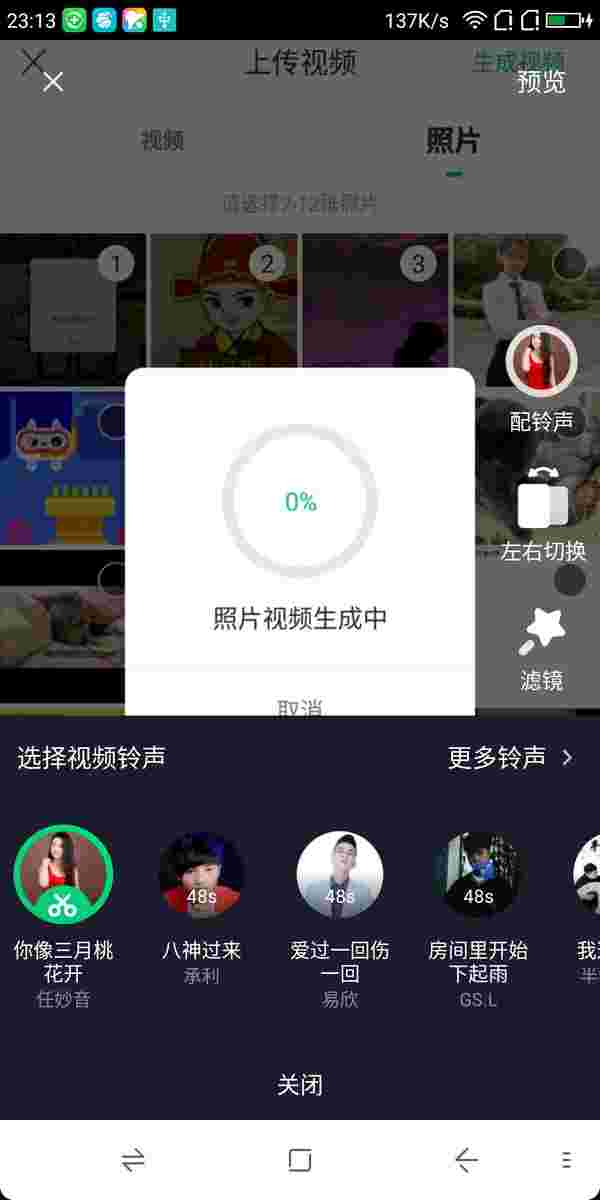 23:13
137K/s
上传视频
生成视频
预览
视频
照片
请选择2-12张照片
1
2
3
配铃声
0%
左右切换
照片视频生成中
滤镜
取消
选择视频铃声
更多铃声
48s
48s
48s
你像三月桃
花开
任妙音
八神过来
承利
爱过一回伤
一回
易欣
房间里开始
下起雨
GS.L
关闭